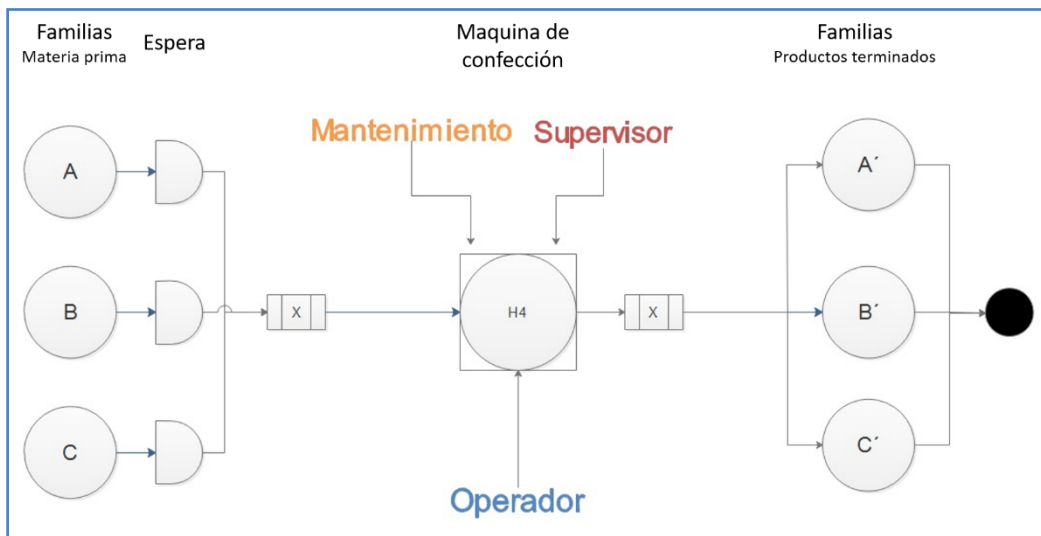 Familias
Materia prima
Espera
Maquina de
confección
Familias
Productos terminados
Mantenimiento
Supervisor
A
A´
B
X
H4
X
B´
C
C´
Operador